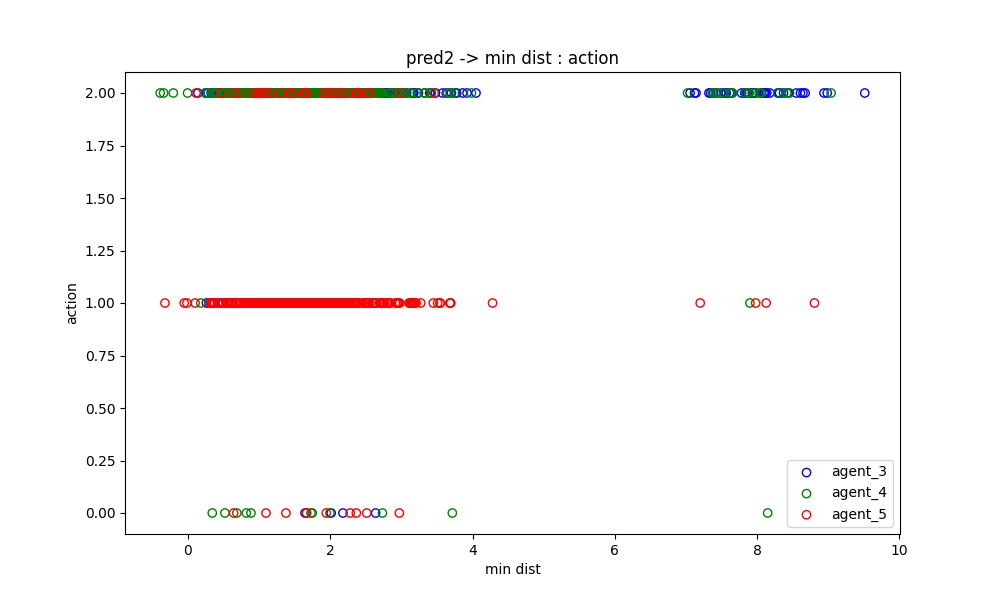 pred2 -> min dist : action
action
2.00
1.75
1.50
1.25
1.00
0.75
0.50
0.25
0.00
0 2 4 6 8 10
min dist
agent_3
agent_4
agent_5